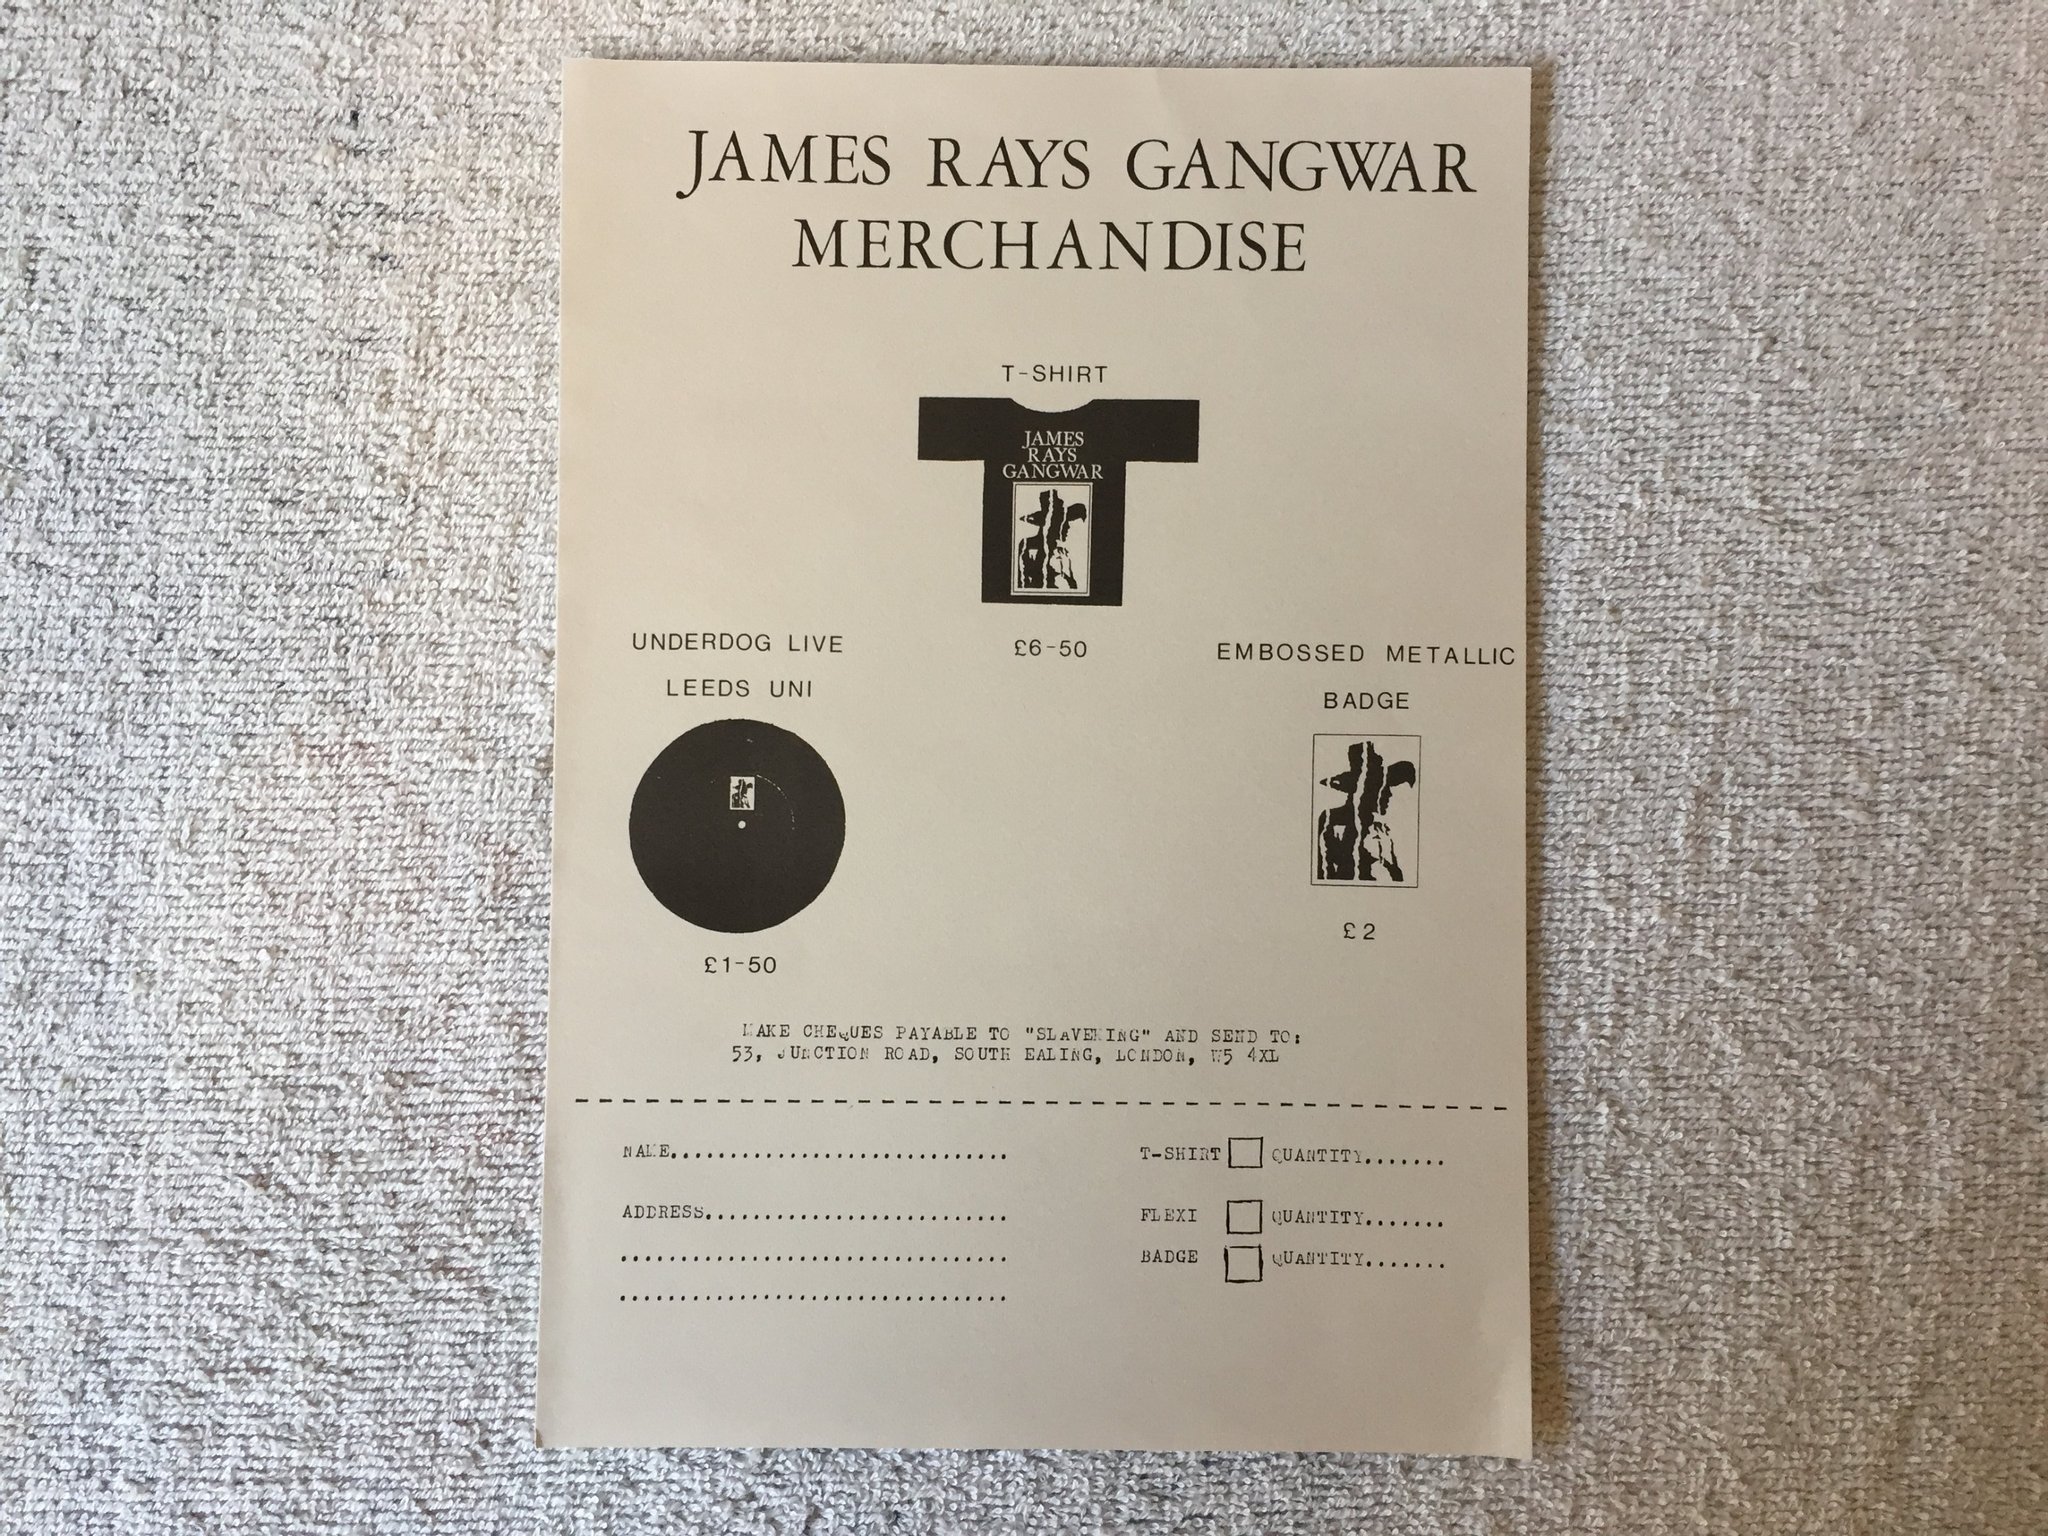 JAMES RAYS GANGWAR
MERCHANDISE
T-SHIRT
JAMES
RAYS
GANGWAR
£6-50
UNDERDOG LIVE
LEEDS UNI
£1-50
EMBOSSED METALLIC
BADGE
£2
MAKE CHEQUES PAYABLE TO "SLAVERING" AND SEND TO:
53, JUNCTION ROAD, SOUTH EALING, LONDON, W5 4XL
NAME............................
ADDRESS.........................
................................
................................
T-SHIRT QUANTITY.......
FLEXI QUANTITY.......
BADGE QUANTITY.......